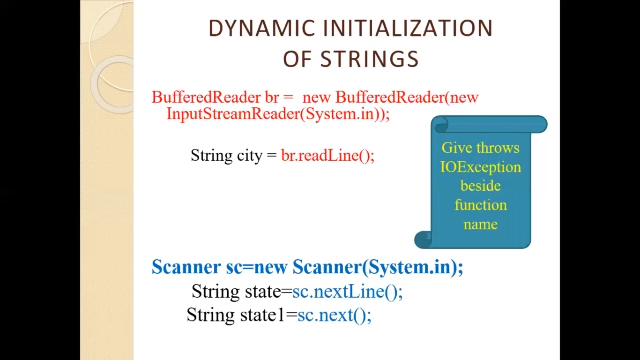 DYNAMIC INITIALIZATION
OF STRINGS
BufferedReader br = new BufferedReader(new
InputStreamReader(System.in));
String city = br.readLine();
Give throws
IOException
beside
function
name
Scanner sc=new Scanner(System.in);
String state=sc.nextLine();
String state1=sc.next();